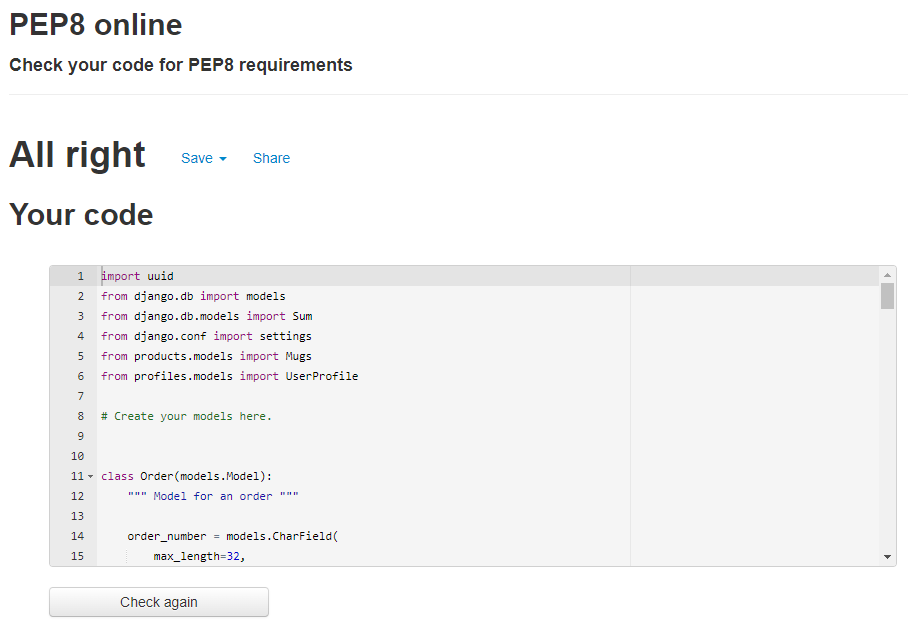 PEP8 online
Check your code for PEP8 requirements
All right Save Share
Your code
1 import uuid
2 from django.db import models
3 from django.db.models import Sum
4 from django.conf import settings
5 from products.models import Mugs
6 from profiles.models import UserProfile
7
8 # Create your models here.
9
10
11 class Order(models.Model):
12 """ Model for an order """
13
14 order_number = models.CharField(
15 max_length=32,
Check again